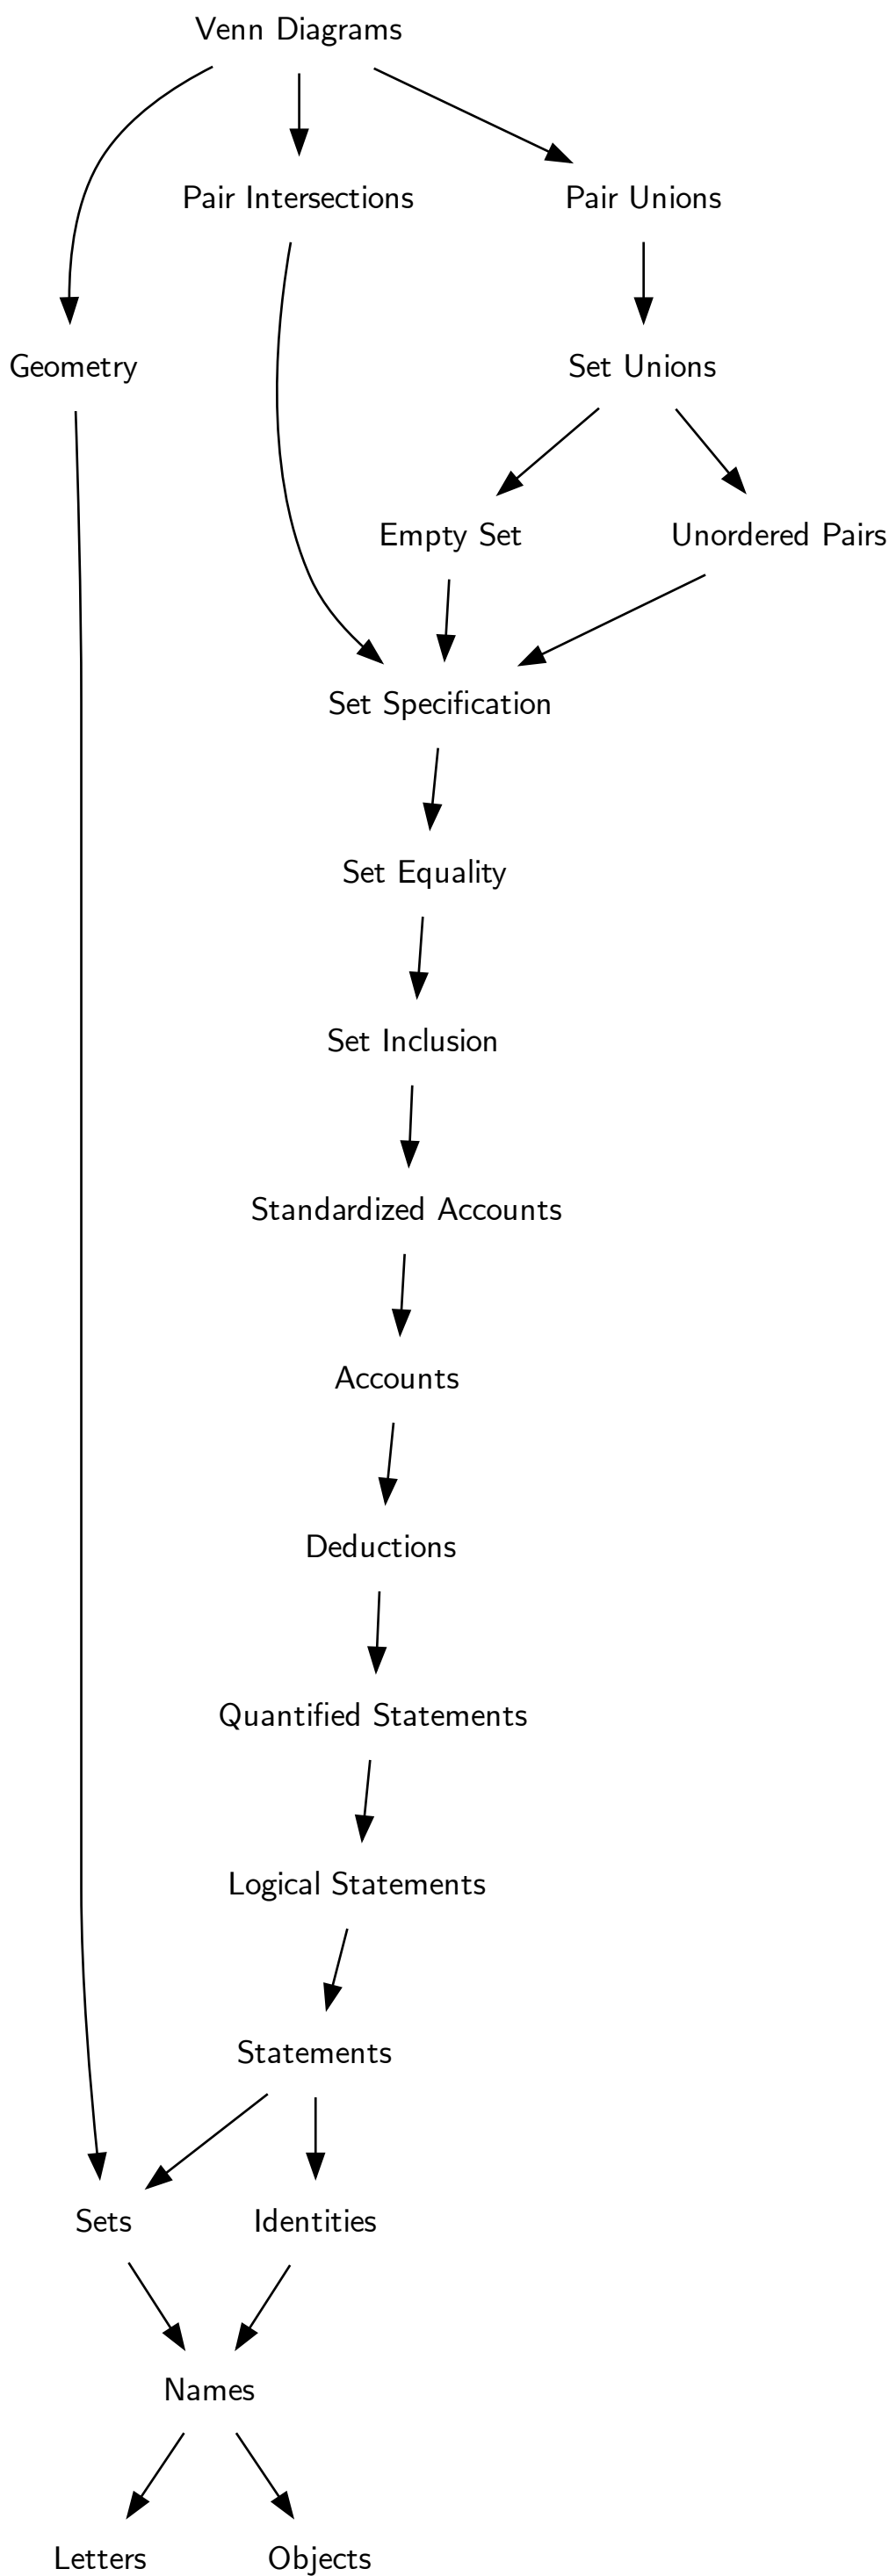 Venn Diagrams
Pair Intersections
Pair Unions
Geometry
Set Unions
Empty Set
Unordered Pairs
Set Specification
Set Equality
Set Inclusion
Standardized Accounts
Accounts
Deductions
Quantified Statements
Logical Statements
Statements
Sets
Identities
Names
Letters
Objects